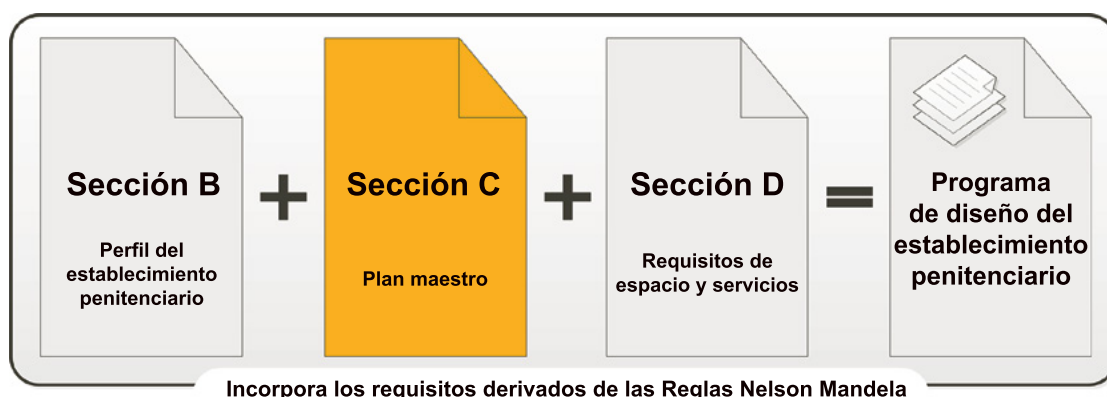 Sección B
Perfil del
establecimiento
penitenciario
+
Sección C
Plan maestro
+
Sección D
Requisitos de
espacio y servicios
=
Programa
de diseño del
establecimiento
penitenciario
Incorpora los requisitos derivados de las Reglas Nelson Mandela